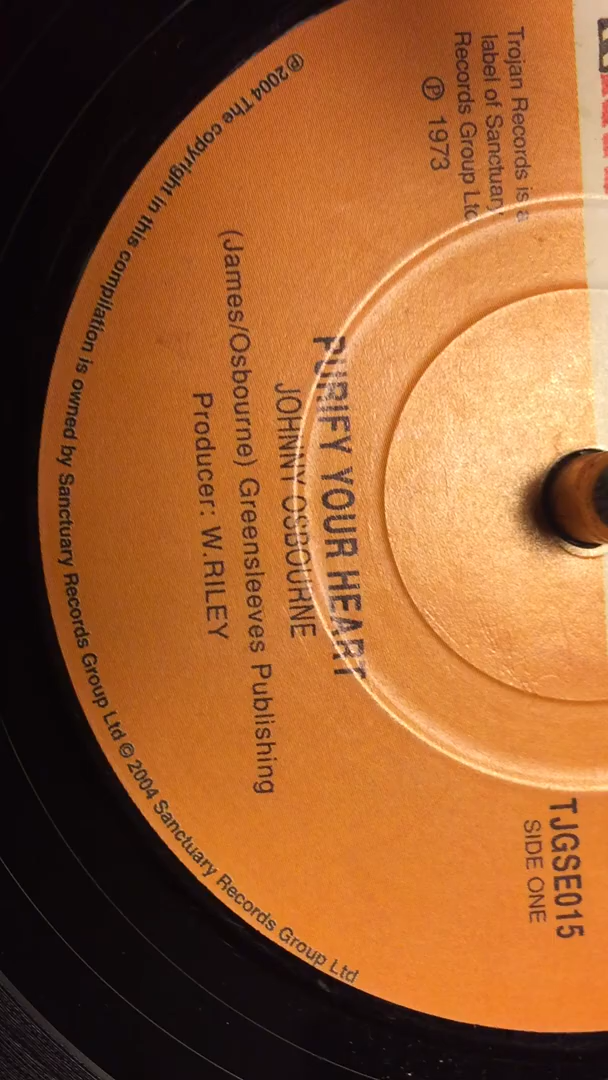 Trojan Records is a
label of Sanctuary
Records Group Ltd
℗ 1973
TJGSE015
SIDE ONE
PURIFY YOUR HEART
JOHNNY OSBOURNE
(James/Osbourne) Greensleeves Publishing
Producer: W.RILEY
℗ 2004 The copyright in this compilation is owned by Sanctuary Records Group Ltd © 2004 Sanctuary Records Group Ltd